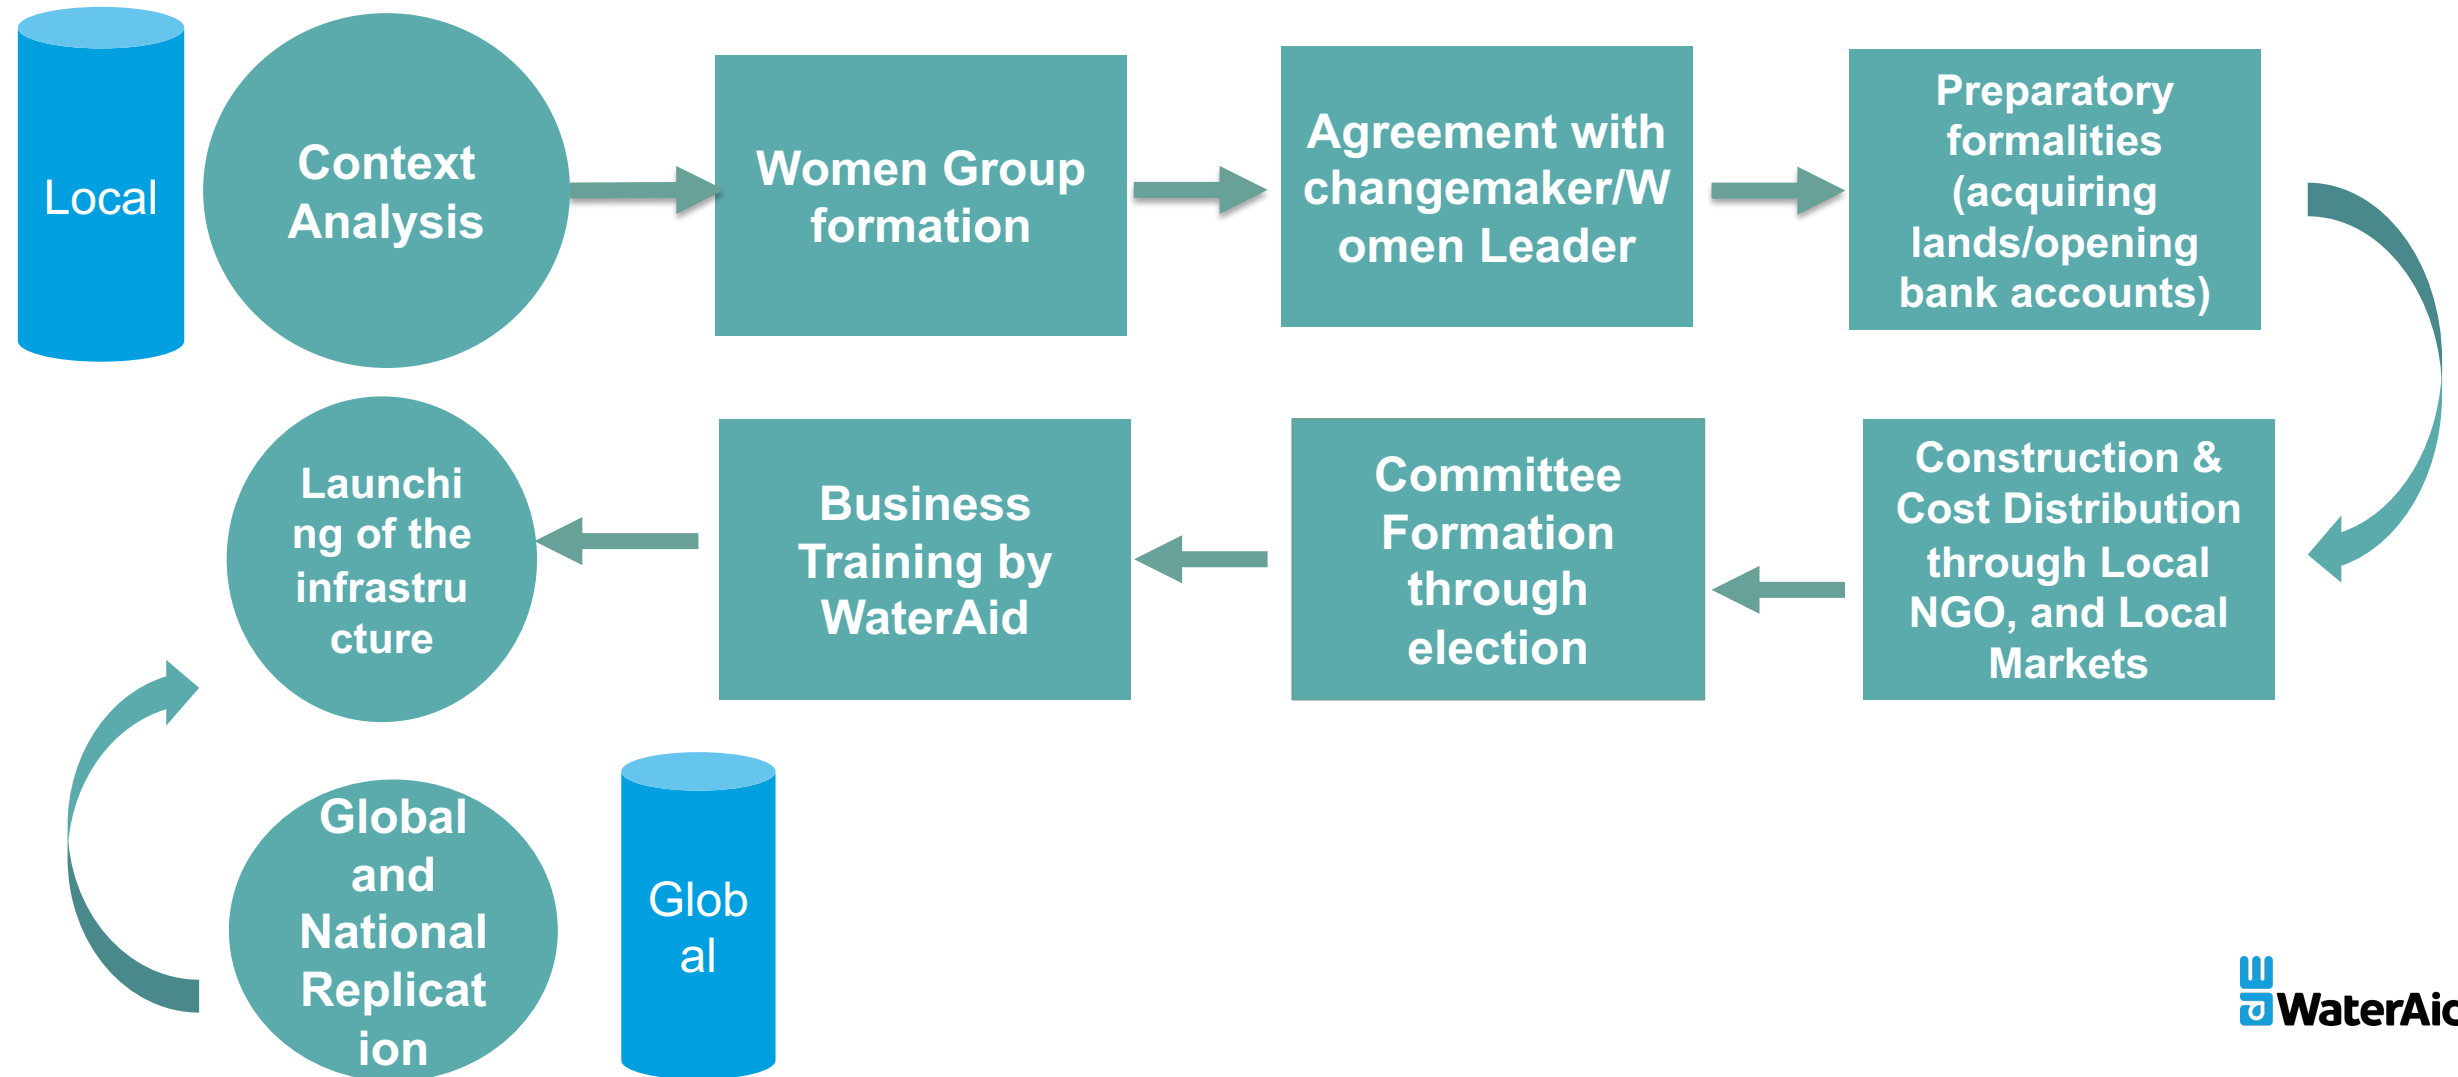 Local
Context
Analysis
Women Group
formation
Agreement with
changemaker/W
omen Leader
Preparatory
formalities
(acquiring
lands/opening
bank accounts)
Launchi
ng of the
infrastru
cture
Business
Training by
WaterAid
Committee
Formation
through
election
Construction &
Cost Distribution
through Local
NGO, and Local
Markets
Global
and
National
Replicat
ion
Glob
al
WaterAid